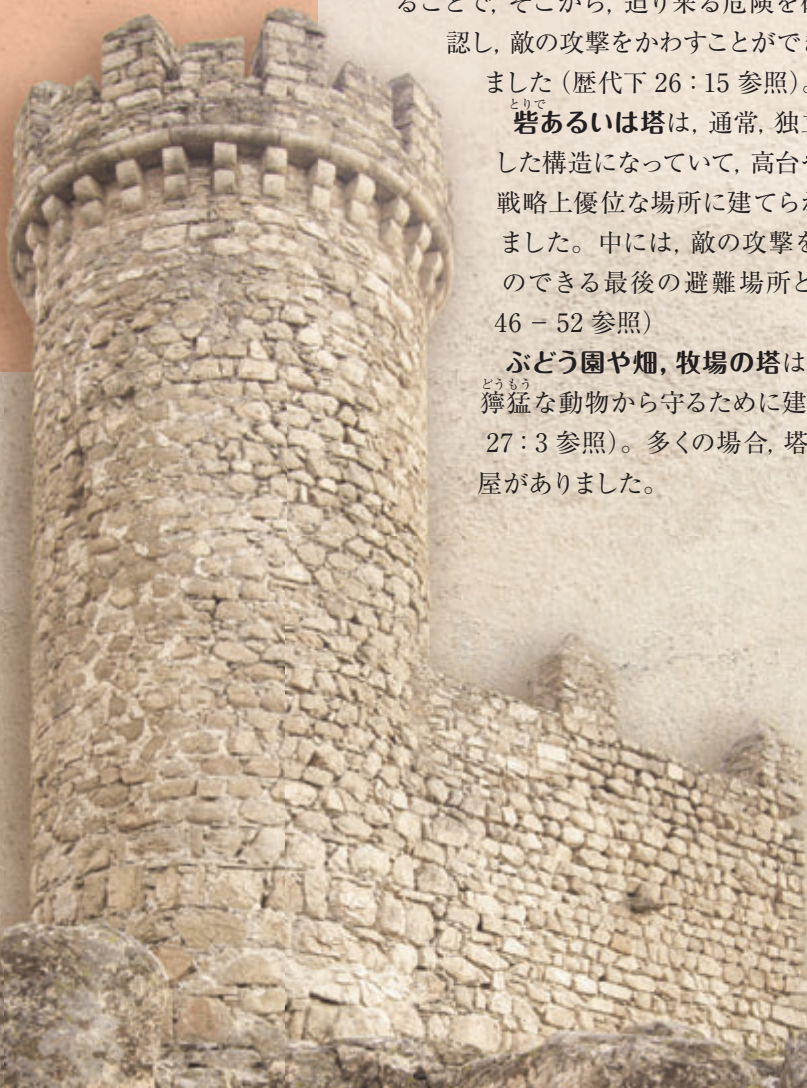 ることで, そこから, 迫り来る危険を
認し, 敵の攻撃をかわすことがで
ました（歴代下 26：15 参照）。
とりで
砦あるいは塔は, 通常, 独立
した構造になっていて, 高台や
戦略上優位な場所に建てられ
ました。中には, 敵の攻撃を
のできる最後の避難場所と
46 − 52 参照）
ぶどう園や畑, 牧場の塔は
どうもう
獰猛な動物から守るために建
27：3 参照）。多くの場合, 塔
屋がありました。